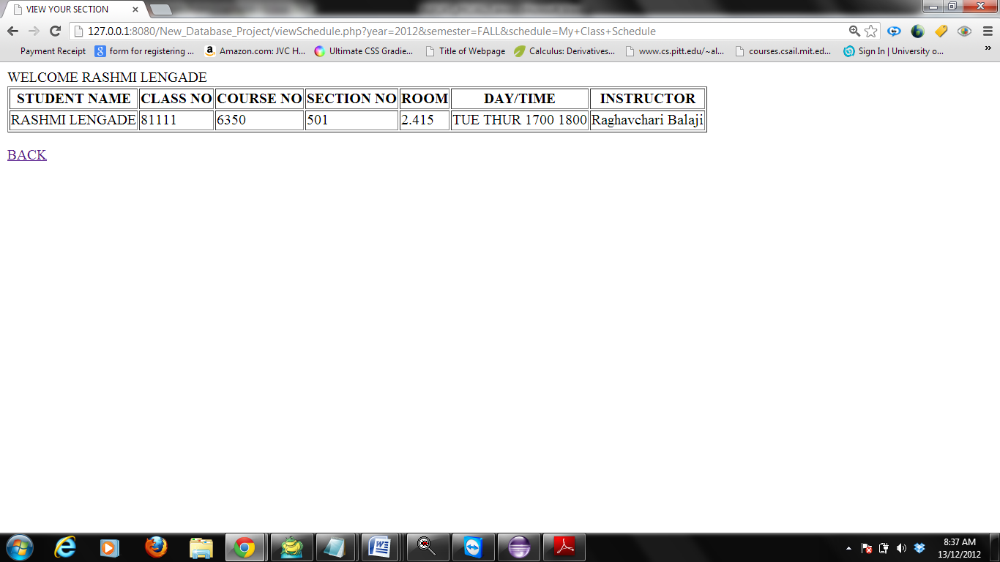 VIEW YOUR SECTION
127.0.0.1:8080/New_Database_Project/viewSchedule.php?year=2012&semester=FALL&schedule=My+Class+Schedule
Payment Receipt form for registering ... Amazon.com: JVC H... Ultimate CSS Gradie... Title of Webpage Calculus: Derivatives... www.cs.pitt.edu/~al... courses.csail.mit.ed... Sign In | University o... »
WELCOME RASHMI LENGADE
STUDENT NAME CLASS NO COURSE NO SECTION NO ROOM DAY/TIME INSTRUCTOR
RASHMI LENGADE 81111 6350 501 2.415 TUE THUR 1700 1800 Raghavchari Balaji
BACK
8:37 AM
13/12/2012